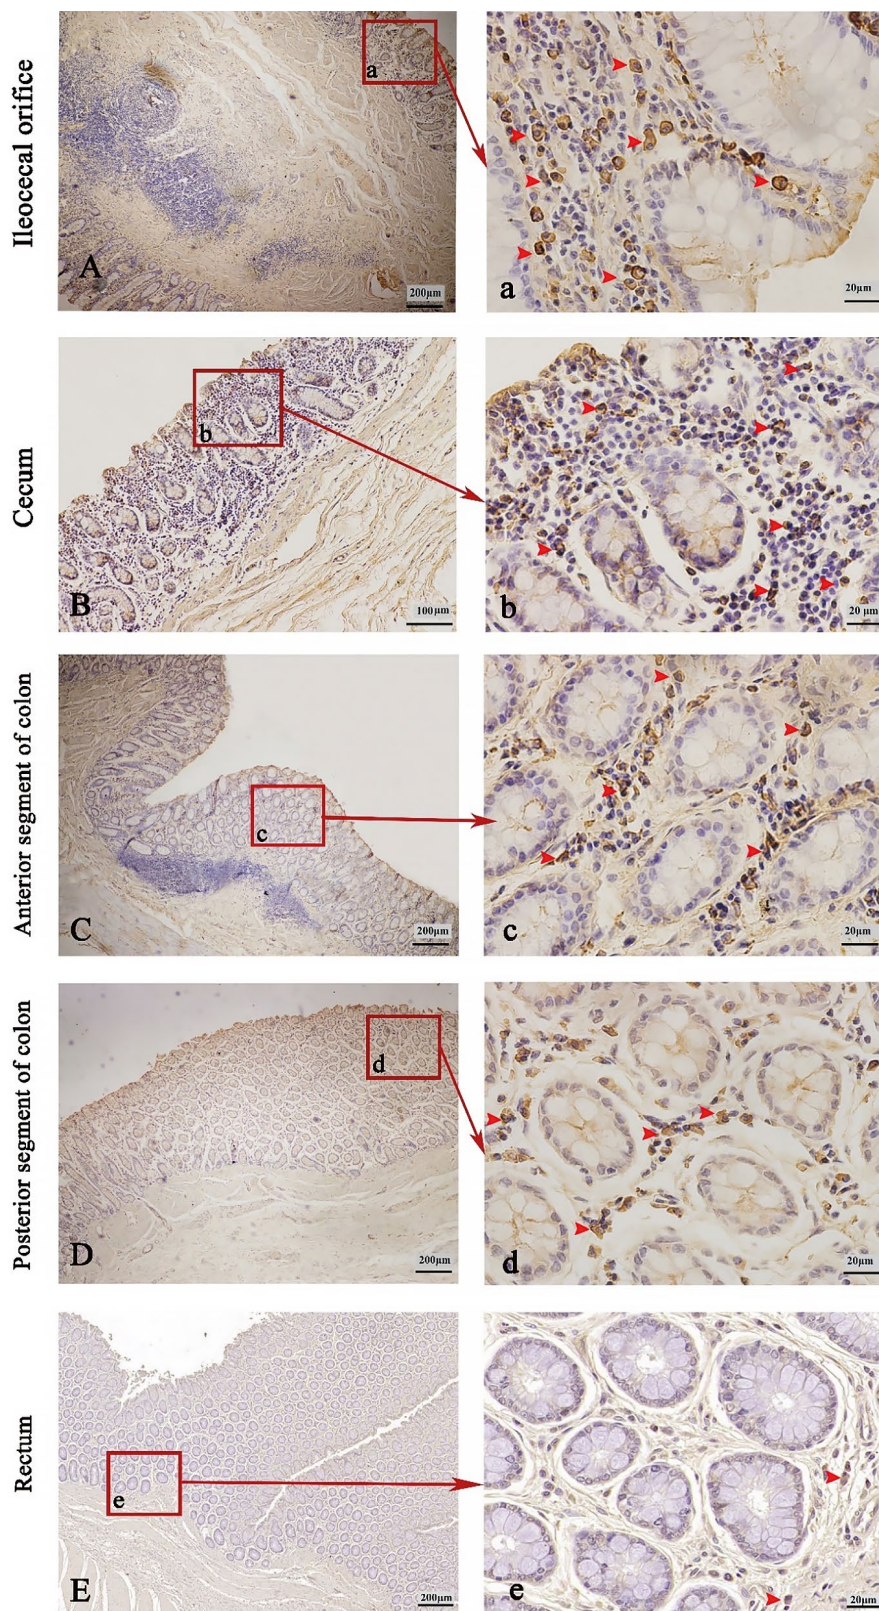 Ileocecal orifice
a
A
200μm
a
20μm
Cecum
b
B
100μm
b
20 μm
Anterior segment of colon
c
C
200μm
c
20μm
Posterior segment of colon
d
D
200μm
d
20μm
Rectum
e
E
200μm
e
20μm